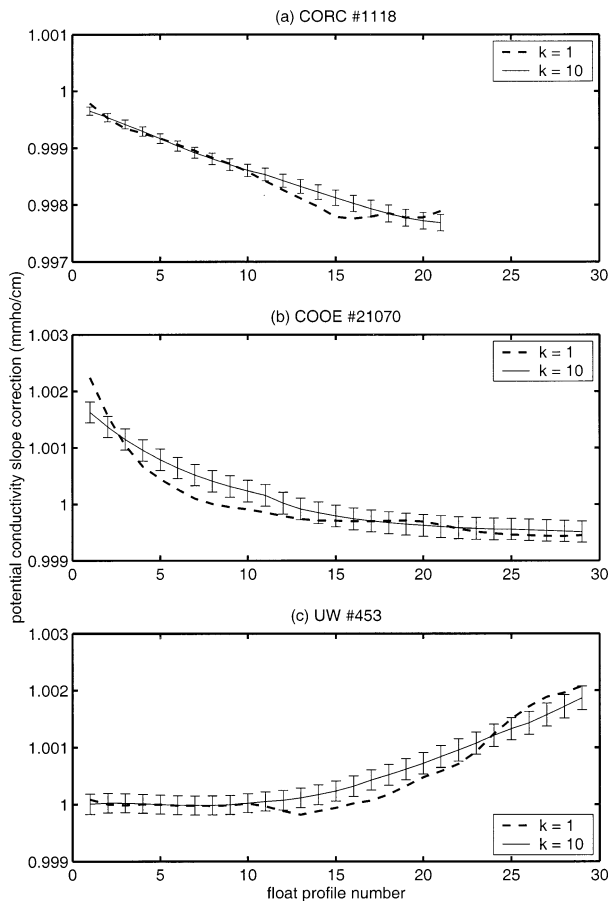 (a) CORC #1118
1.001
1
0.999
0.998
0.997
0 5 10 15 20 25 30
k = 1
k = 10
potential conductivity slope correction (mmho/cm)
(b) COOE #21070
1.003
1.002
1.001
1
0.999
0 5 10 15 20 25 30
k = 1
k = 10
(c) UW #453
1.003
1.002
1.001
1
0.999
0 5 10 15 20 25 30
k = 1
k = 10
float profile number